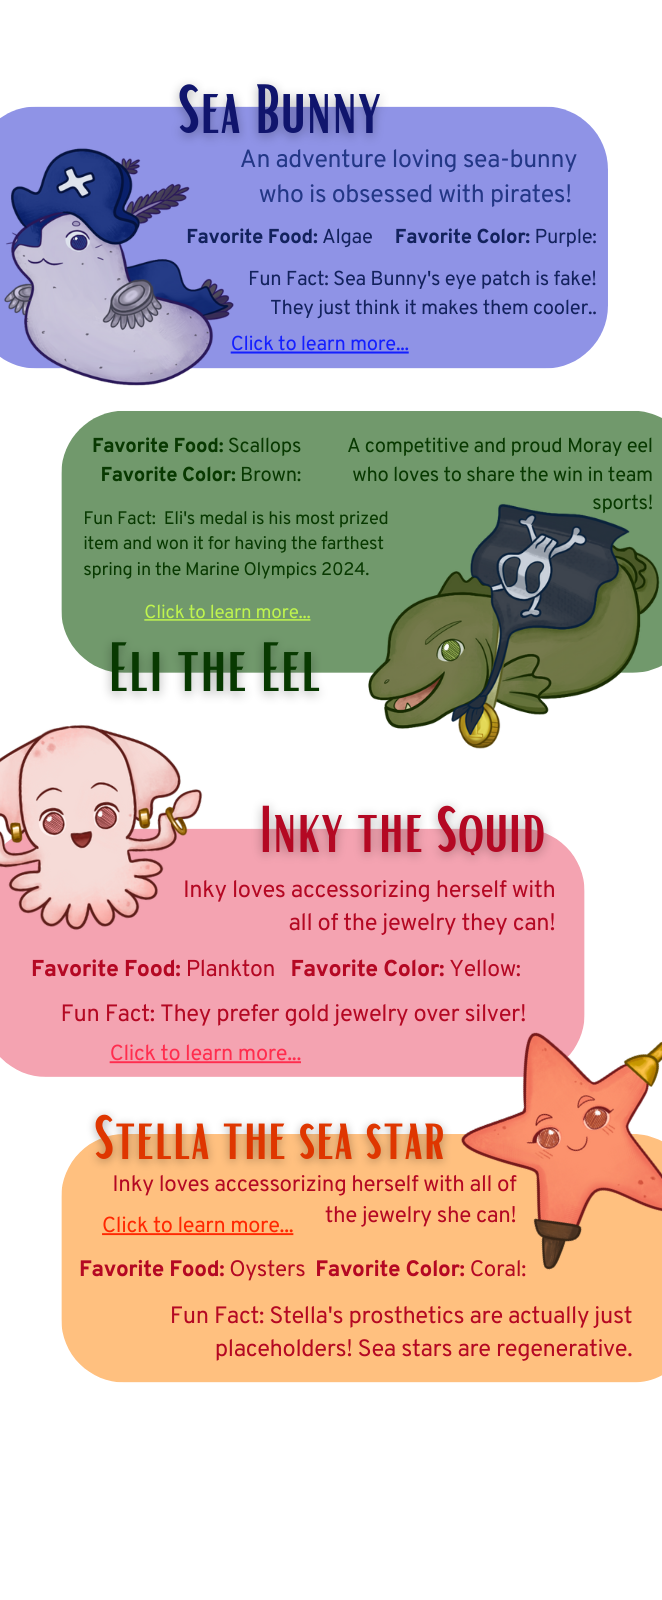 Sea Bunny
An adventure loving sea-bunny
who is obsessed with pirates!
Favorite Food: Algae Favorite Color: Purple:
Fun Fact: Sea Bunny's eye patch is fake!
They just think it makes them cooler..
Click to learn more...
Favorite Food: Scallops
Favorite Color: Brown:
A competitive and proud Moray eel
who loves to share the win in team
sports!
Fun Fact: Eli's medal is his most prized
item and won it for having the farthest
spring in the Marine Olympics 2024.
Click to learn more...
Eli the Eel
Inky the Squid
Inky loves accessorizing herself with
all of the jewelry they can!
Favorite Food: Plankton Favorite Color: Yellow:
Fun Fact: They prefer gold jewelry over silver!
Click to learn more...
Stella the sea star
Inky loves accessorizing herself with all of
the jewelry she can!
Click to learn more...
Favorite Food: Oysters Favorite Color: Coral:
Fun Fact: Stella's prosthetics are actually just
placeholders! Sea stars are regenerative.